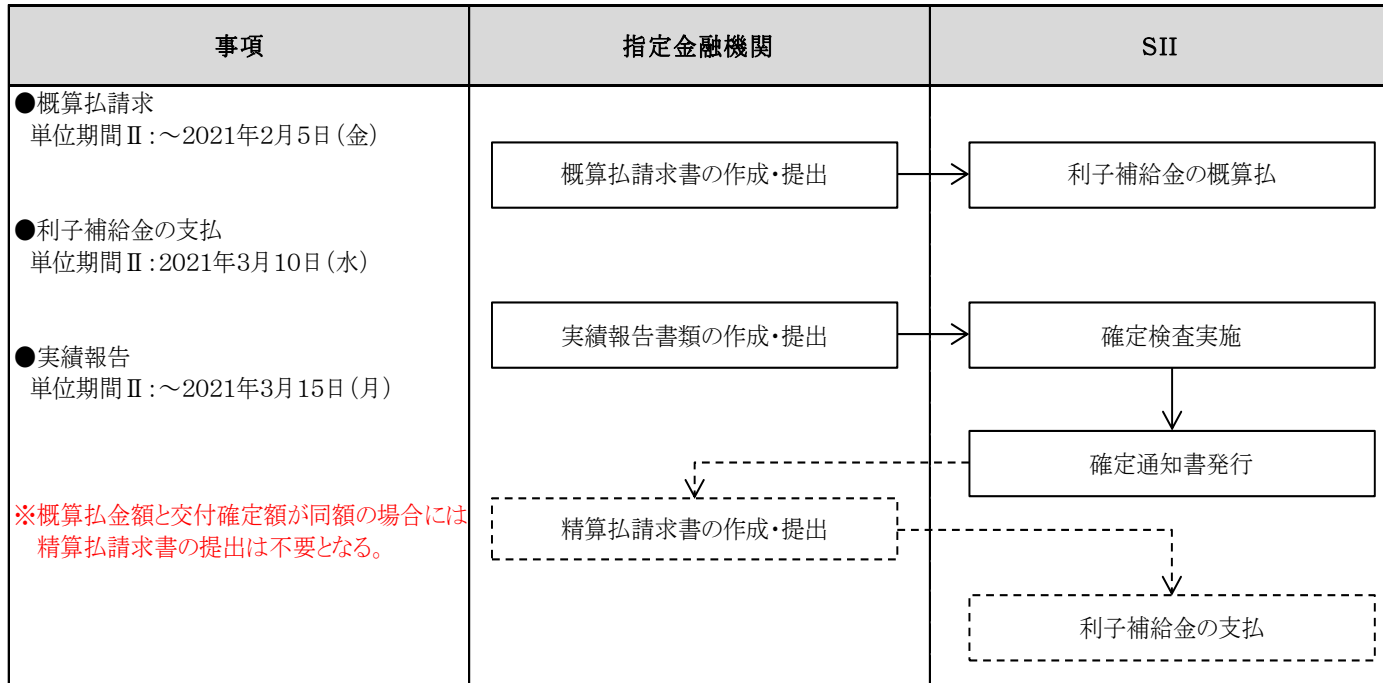 事項
指定金融機関
SII
●概算払請求
単位期間Ⅱ:～2021年2月5日(金)
●利子補給金の支払
単位期間Ⅱ:2021年3月10日(水)
●実績報告
単位期間Ⅱ:～2021年3月15日(月)
※概算払金額と交付確定額が同額の場合には
精算払請求書の提出は不要となる。
概算払請求書の作成・提出
利子補給金の概算払
実績報告書類の作成・提出
確定検査実施
確定通知書発行
精算払請求書の作成・提出
利子補給金の支払